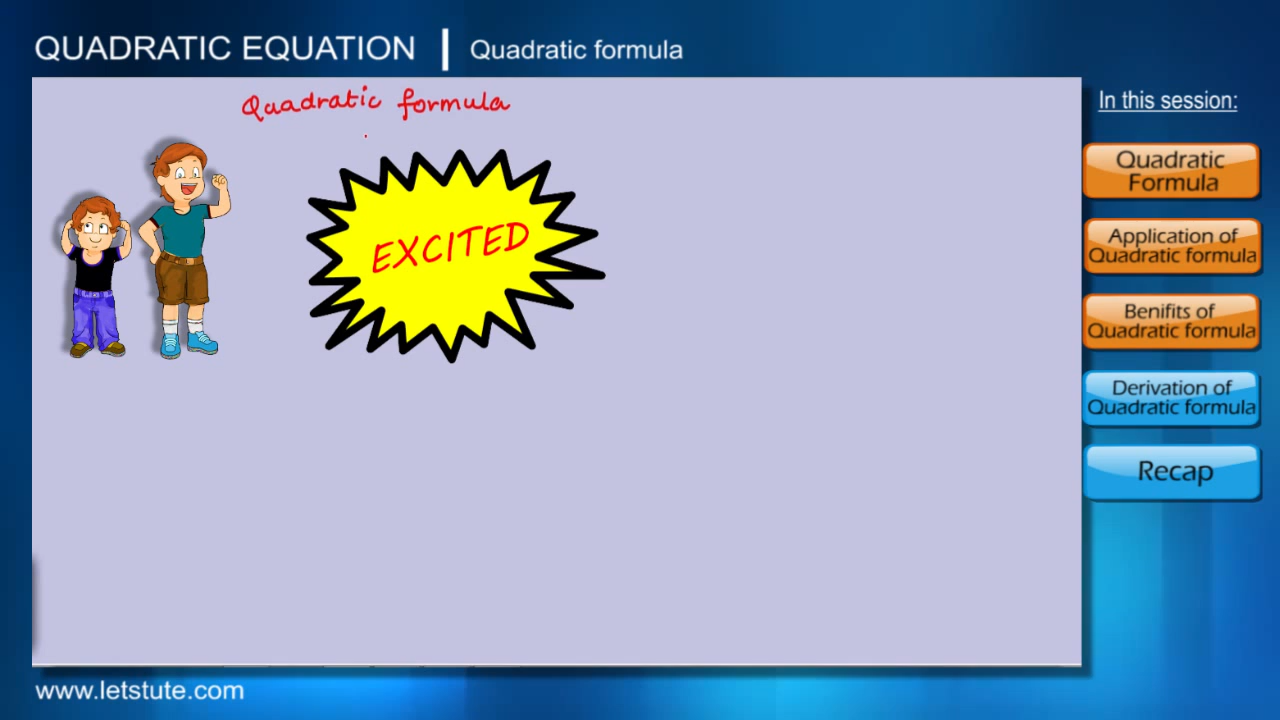 QUADRATIC EQUATION | Quadratic formula
Quadratic formula
EXCITED
In this session:
Quadratic
Formula
Application of
Quadratic formula
Benifits of
Quadratic formula
Derivation of
Quadratic formula
Recap
www.letstute.com